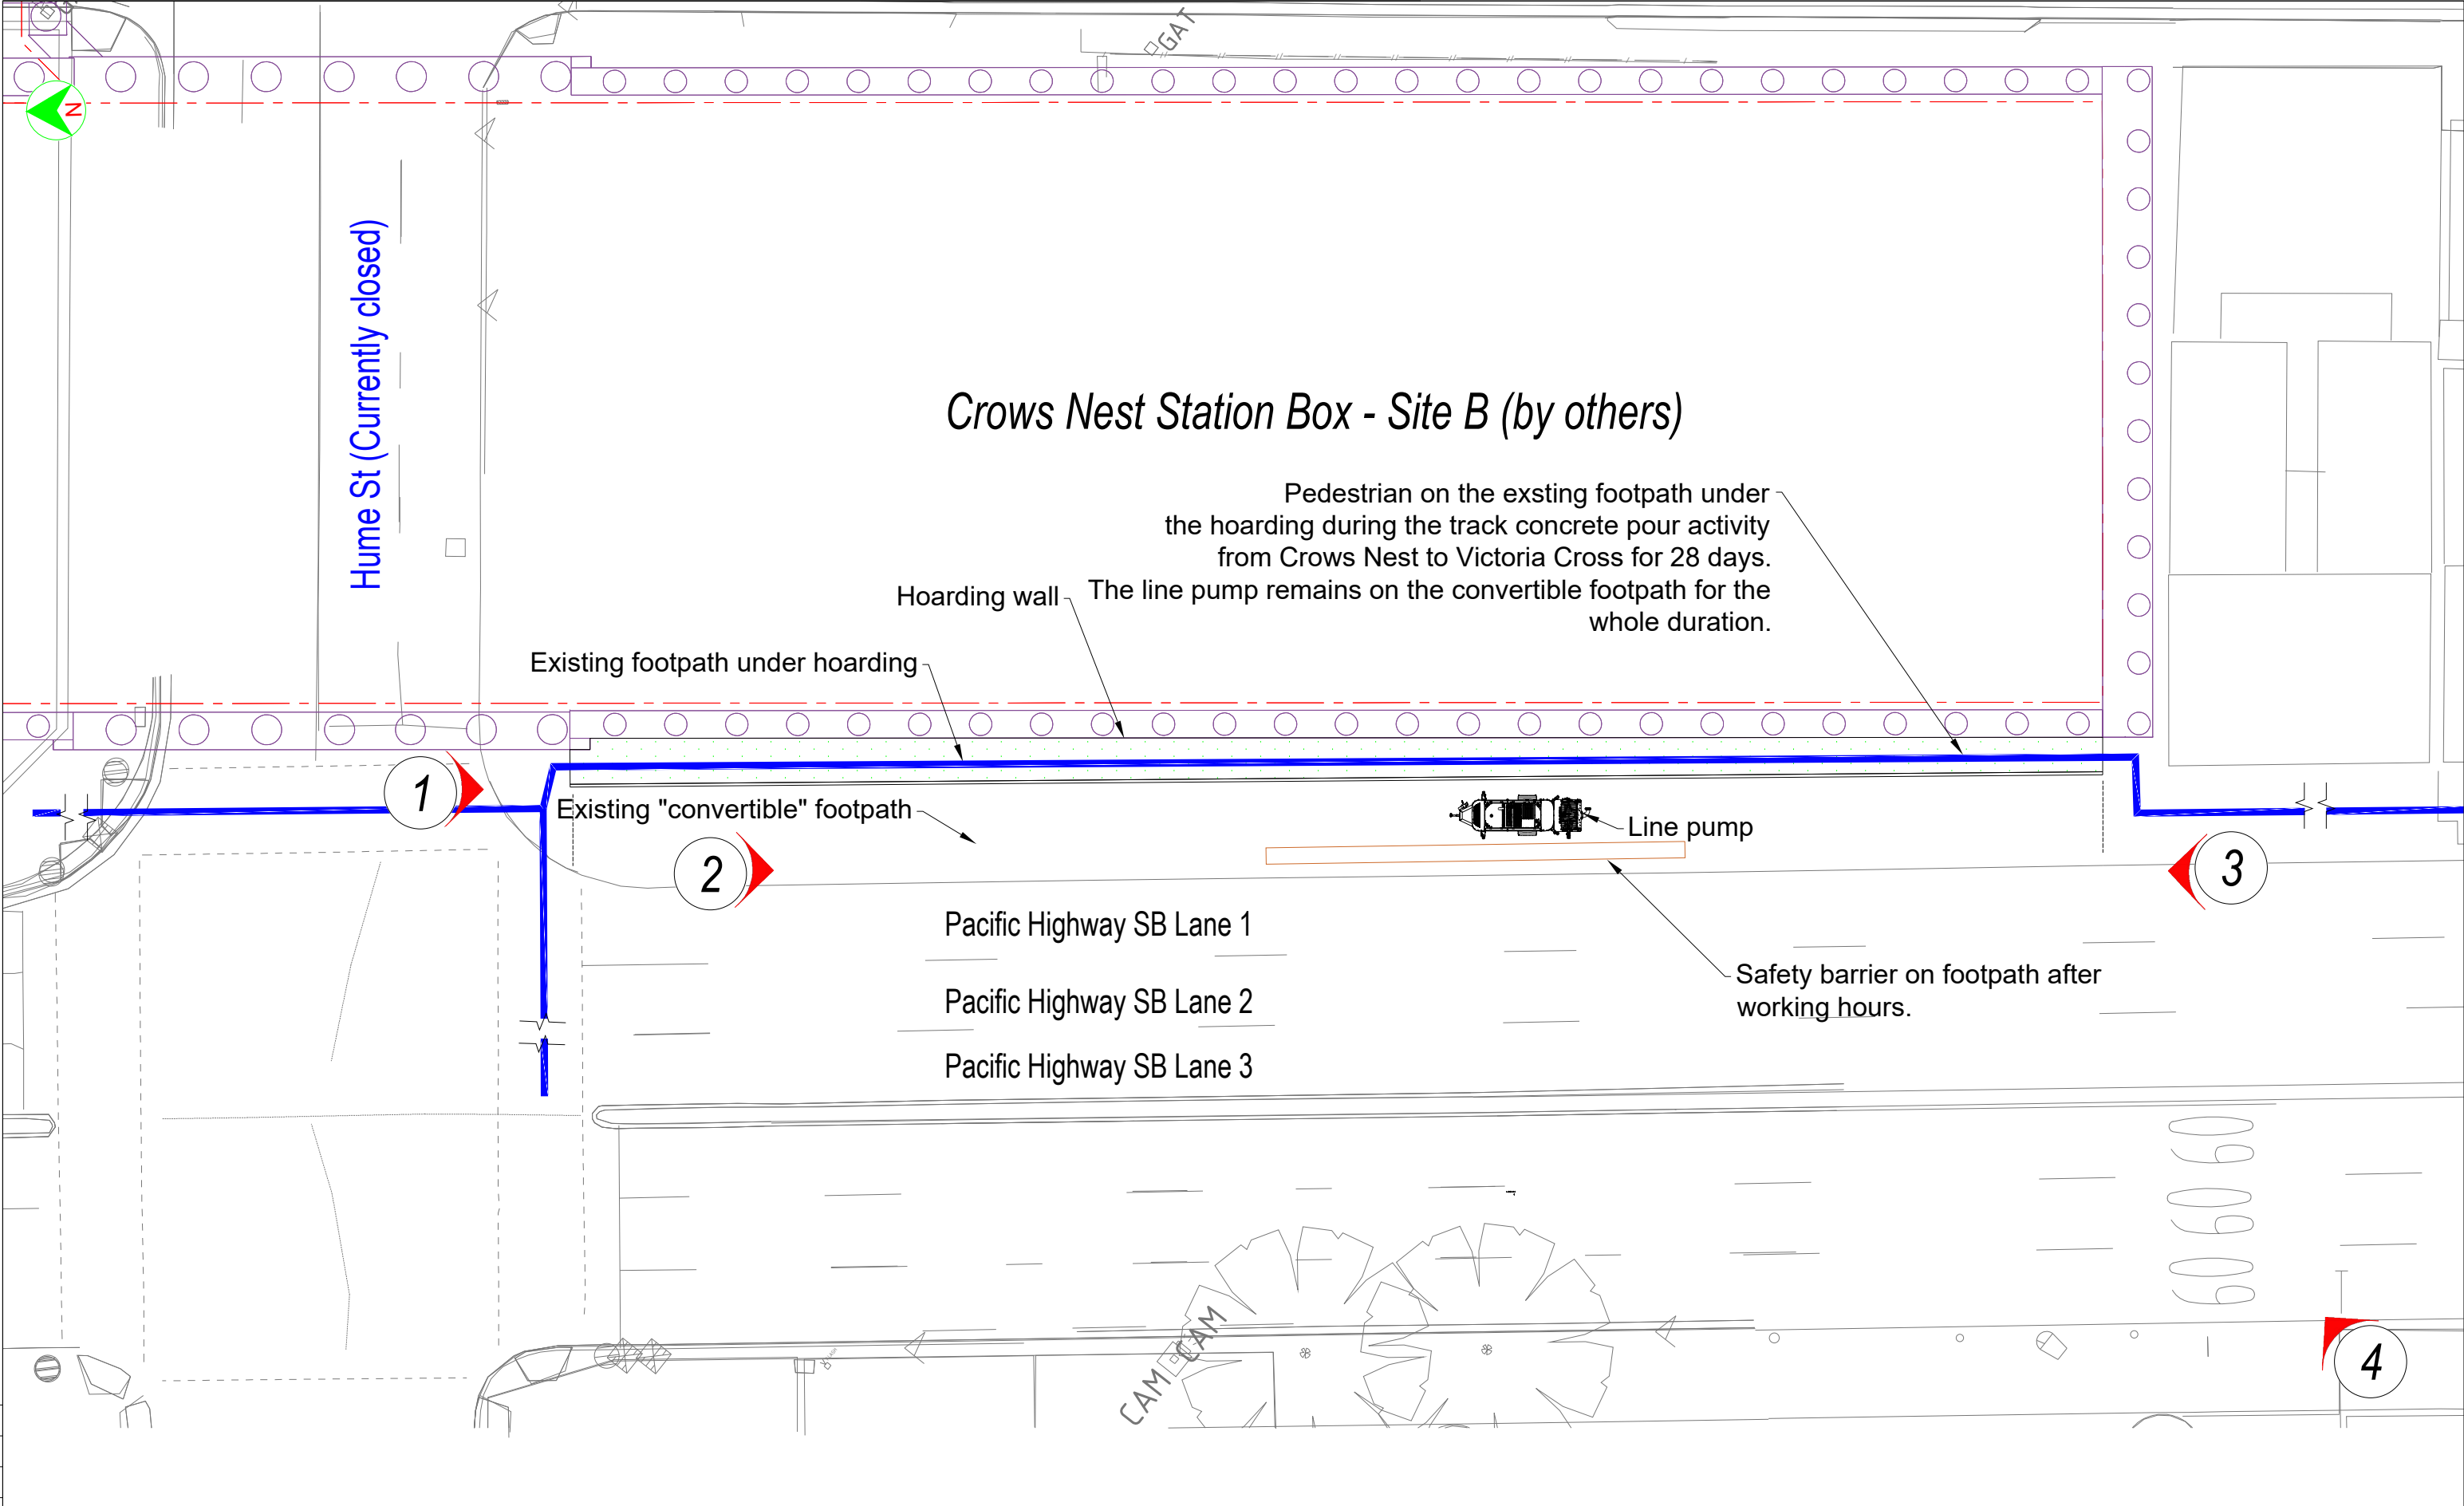 GAT
N
Hume St (Currently closed)
Crows Nest Station Box - Site B (by others)
Pedestrian on the exsting footpath under
the hoarding during the track concrete pour activity
from Crows Nest to Victoria Cross for 28 days.
The line pump remains on the convertible footpath for the
whole duration.
Hoarding wall
Existing footpath under hoarding
1
Existing "convertible" footpath
Line pump
2
3
Pacific Highway SB Lane 1
Safety barrier on footpath after
working hours.
Pacific Highway SB Lane 2
Pacific Highway SB Lane 3
CAM
CAM
4